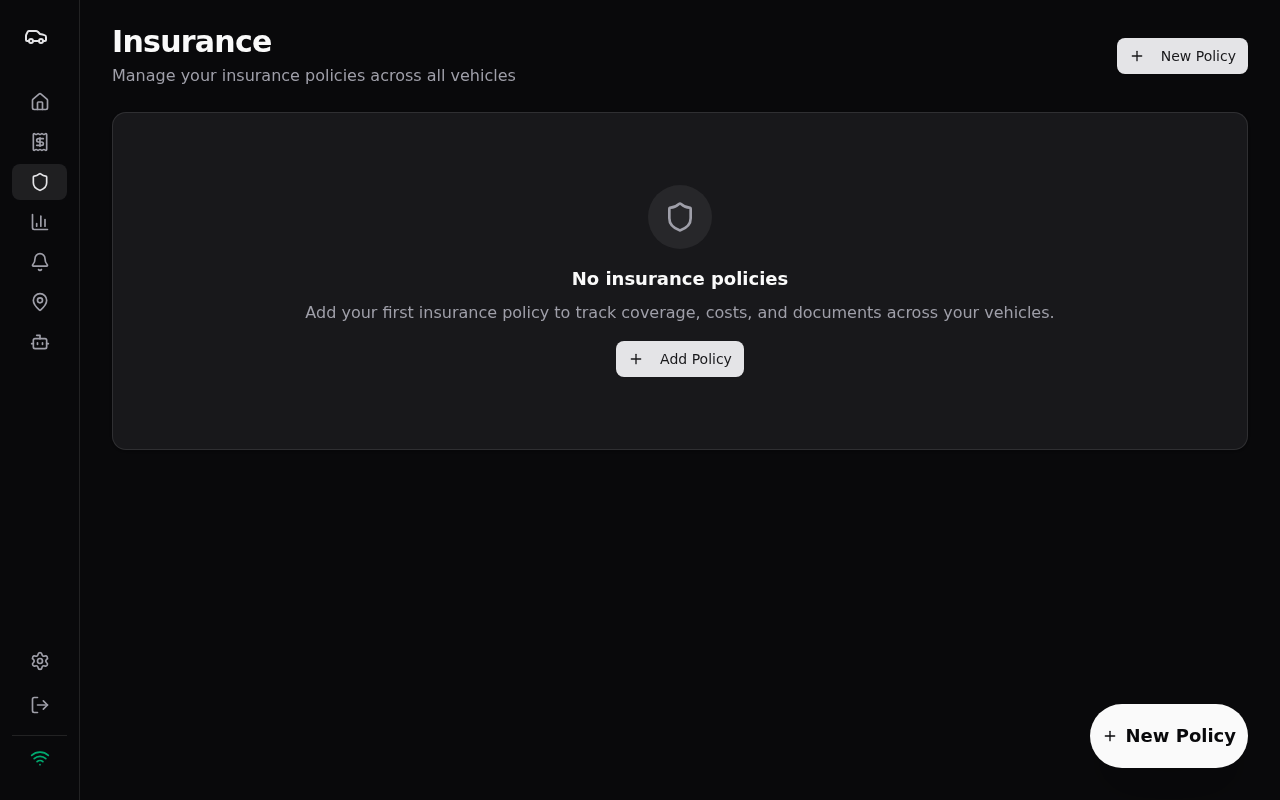 Insurance
Manage your insurance policies across all vehicles
New Policy
No insurance policies
Add your first insurance policy to track coverage, costs, and documents across your vehicles.
Add Policy
New Policy